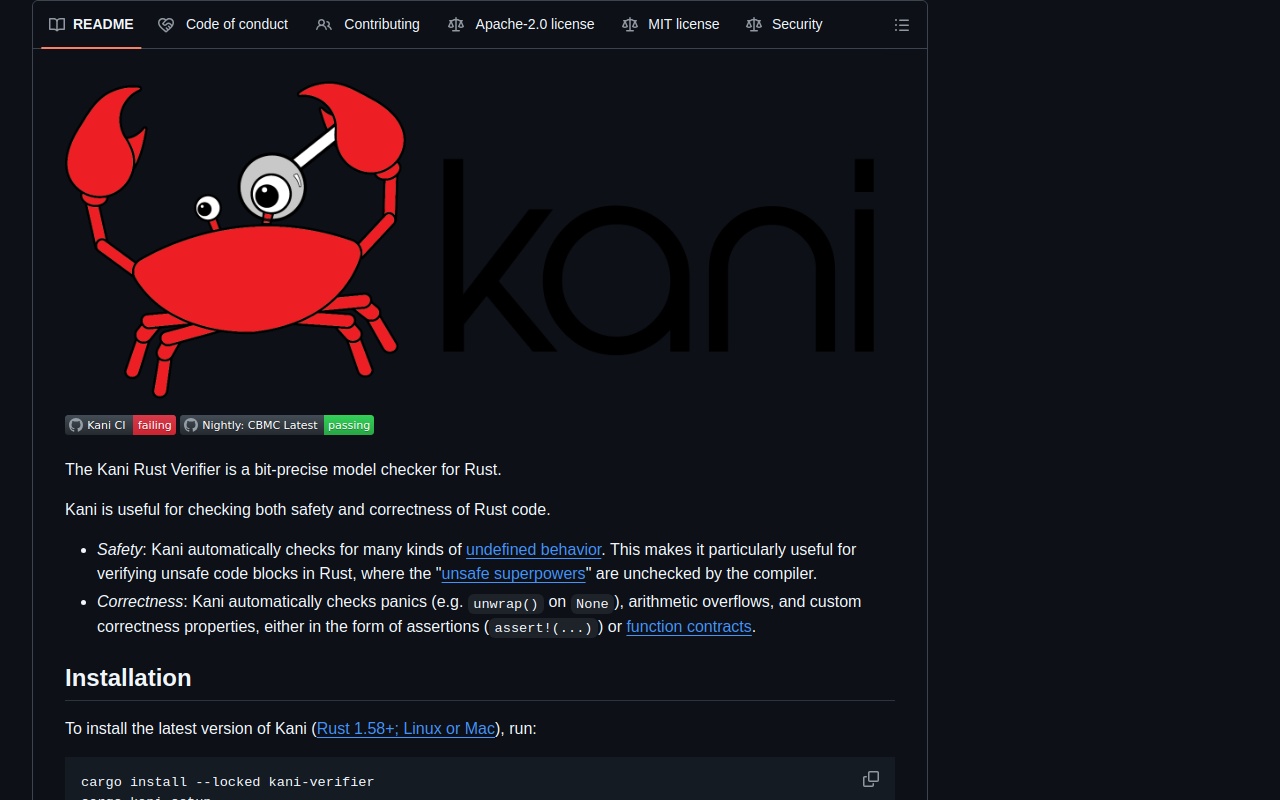 README Code of conduct Contributing Apache-2.0 license MIT license Security
kani
Kani CI failing Nightly: CBMC Latest passing
The Kani Rust Verifier is a bit-precise model checker for Rust.
Kani is useful for checking both safety and correctness of Rust code.
• Safety: Kani automatically checks for many kinds of undefined behavior. This makes it particularly useful for
verifying unsafe code blocks in Rust, where the "unsafe superpowers" are unchecked by the compiler.
• Correctness: Kani automatically checks panics (e.g. unwrap() on None), arithmetic overflows, and custom
correctness properties, either in the form of assertions (assert!(...)) or function contracts.
Installation
To install the latest version of Kani (Rust 1.58+; Linux or Mac), run:
cargo install --locked kani-verifier
cargo kani setup